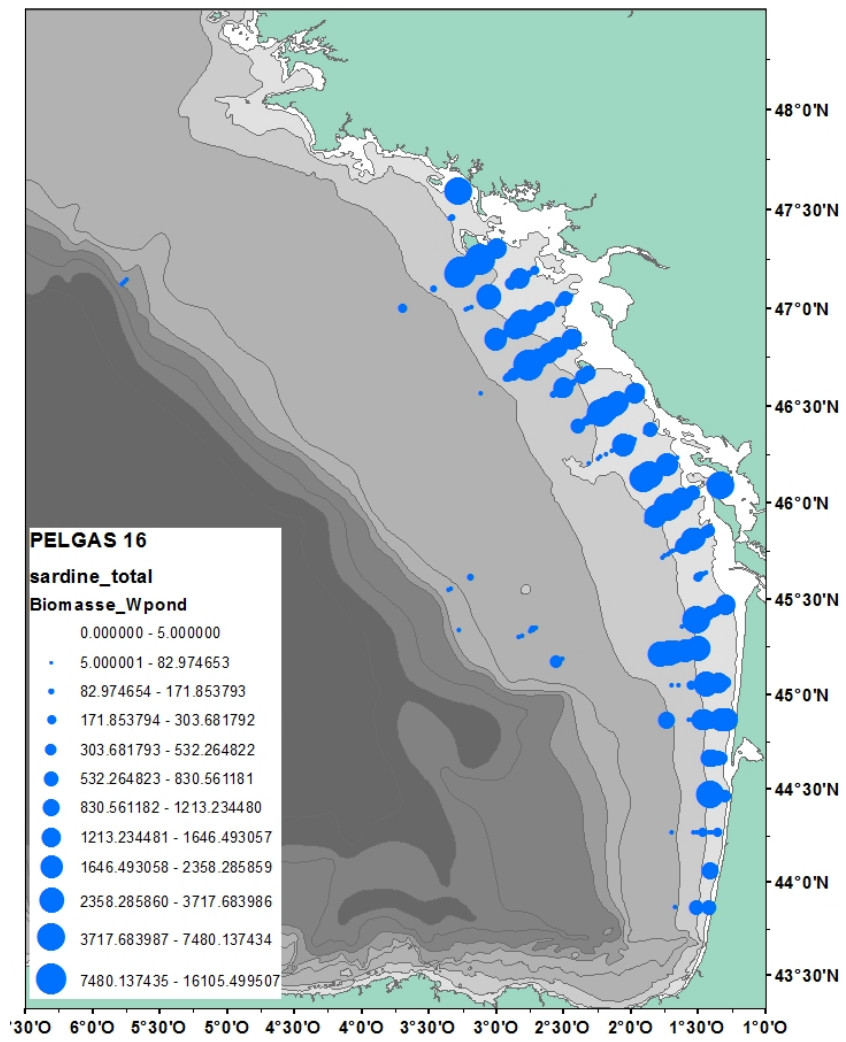 48°0'N
47°30'N
47°0'N
46°30'N
46°0'N
45°30'N
45°0'N
44°30'N
44°0'N
43°30'N
PELGAS 16
sardine_total
Biomasse_Wpond
0.000000 - 5.000000
5.000001 - 82.974653
82.974654 - 171.853793
171.853794 - 303.681792
303.681793 - 532.264822
532.264823 - 830.561181
830.561182 - 1213.234480
1213.234481 - 1646.493057
1646.493058 - 2358.285859
2358.285860 - 3717.683986
3717.683987 - 7480.137434
7480.137435 - 16105.499507
'30'O 6°0'O 5°30'O 5°0'O 4°30'O 4°0'O 3°30'O 3°0'O 2°30'O 2°0'O 1°30'O 1°0'O